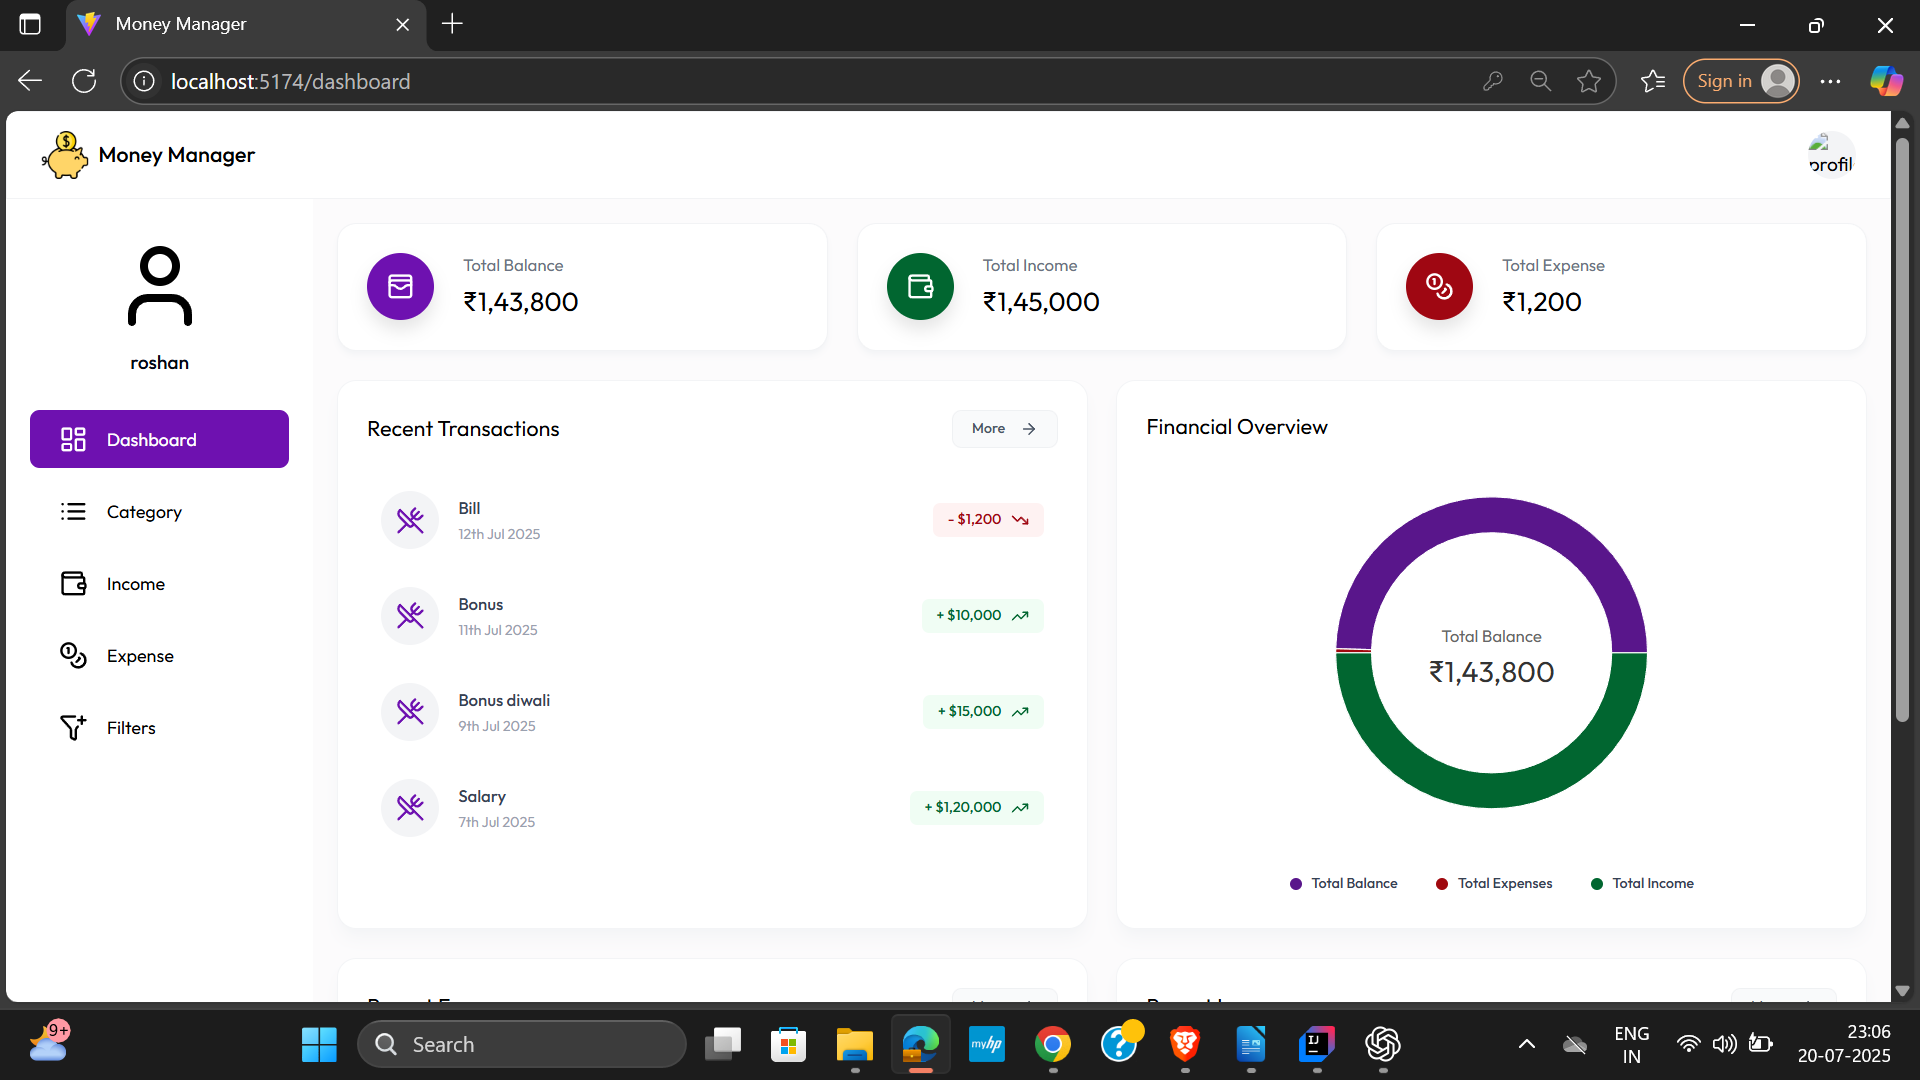 Money Manager
localhost:5174/dashboard
Sign in
$
Money Manager
profil
roshan
Dashboard
Category
Income
Expense
Filters
Total Balance
₹1,43,800
Total Income
₹1,45,000
Total Expense
₹1,200
Recent Transactions
More
Bill
12th Jul 2025
- $1,200
Bonus
11th Jul 2025
+ $10,000
Bonus diwali
9th Jul 2025
+ $15,000
Salary
7th Jul 2025
+ $1,20,000
Financial Overview
Total Balance
₹1,43,800
Total Balance
Total Expenses
Total Income
9+
Search
myhp
?
IJ
ENG
IN
23:06
20-07-2025